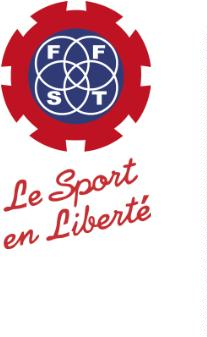 F F
S T
Le Sport
en Liberté